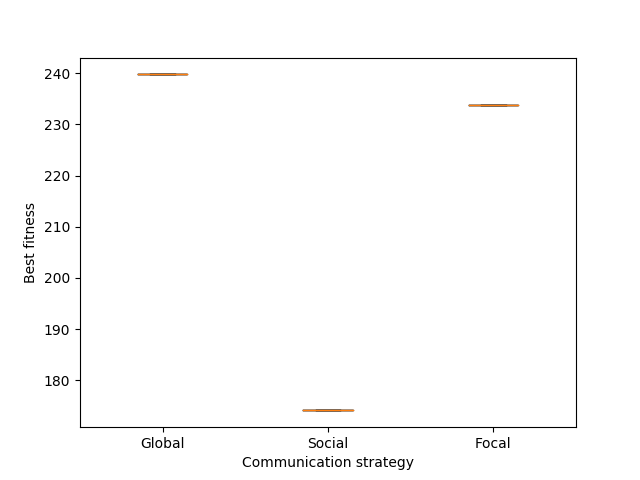 240
230
220
210
200
190
180
Best fitness
Global
Social
Focal
Communication strategy